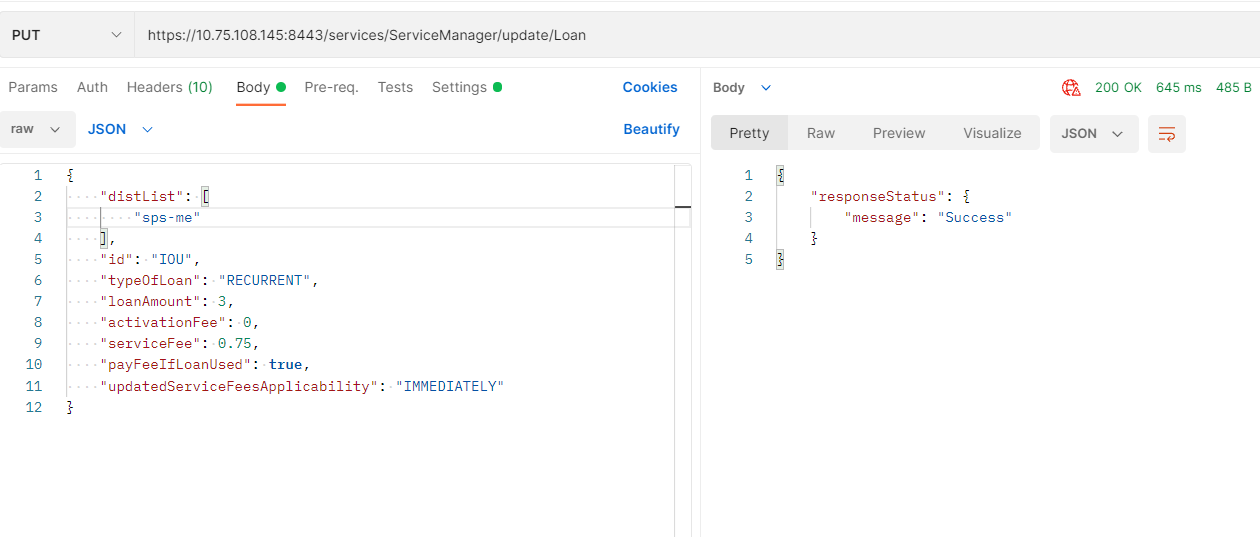 PUT https://10.75.108.145:8443/services/ServiceManager/update/Loan
Params Auth Headers (10) Body Pre-req. Tests Settings Cookies
raw JSON Beautify
1 {
2 "distList": [
3 "sps-me"
4 ],
5 "id": "IOU",
6 "typeOfLoan": "RECURRENT",
7 "loanAmount": 3,
8 "activationFee": 0,
9 "serviceFee": 0.75,
10 "payFeeIfLoanUsed": true,
11 "updatedServiceFeesApplicability": "IMMEDIATELY"
12 }
Body 200 OK 645 ms 485 B
Pretty Raw Preview Visualize JSON
1 {
2 "responseStatus": {
3 "message": "Success"
4 }
5 }